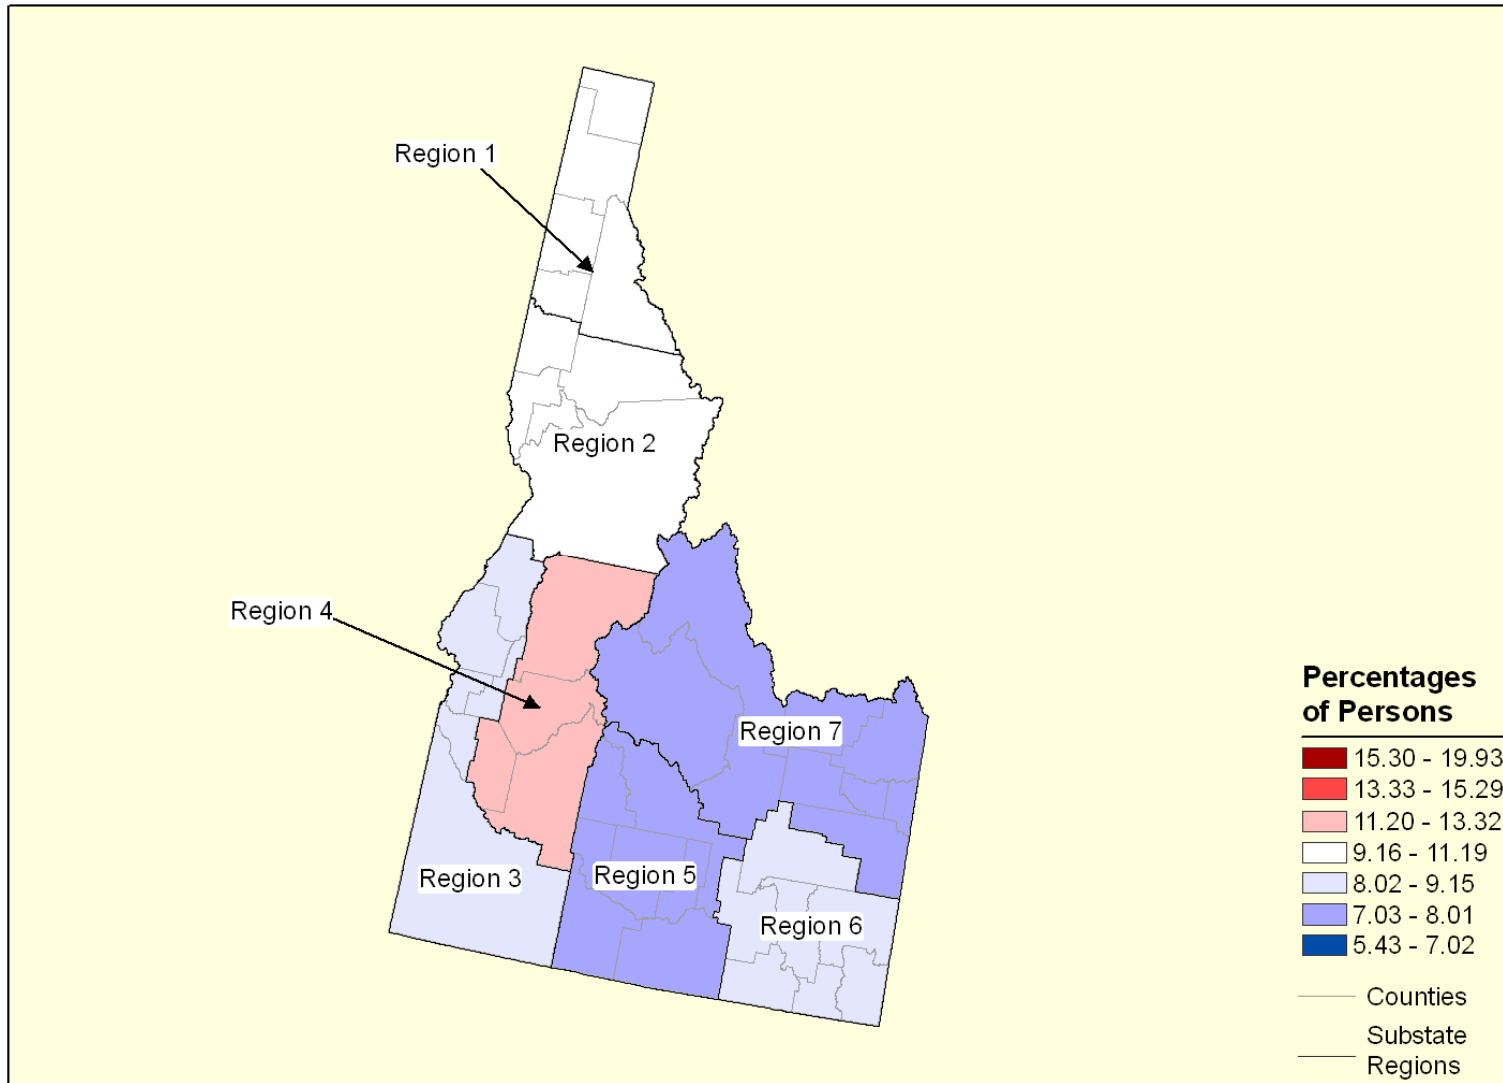 Region 1
Region 2
Region 4
Region 7
Region 3
Region 5
Region 6
Percentages
of Persons
15.30 - 19.93
13.33 - 15.29
11.20 - 13.32
9.16 - 11.19
8.02 - 9.15
7.03 - 8.01
5.43 - 7.02
Counties
Substate
Regions